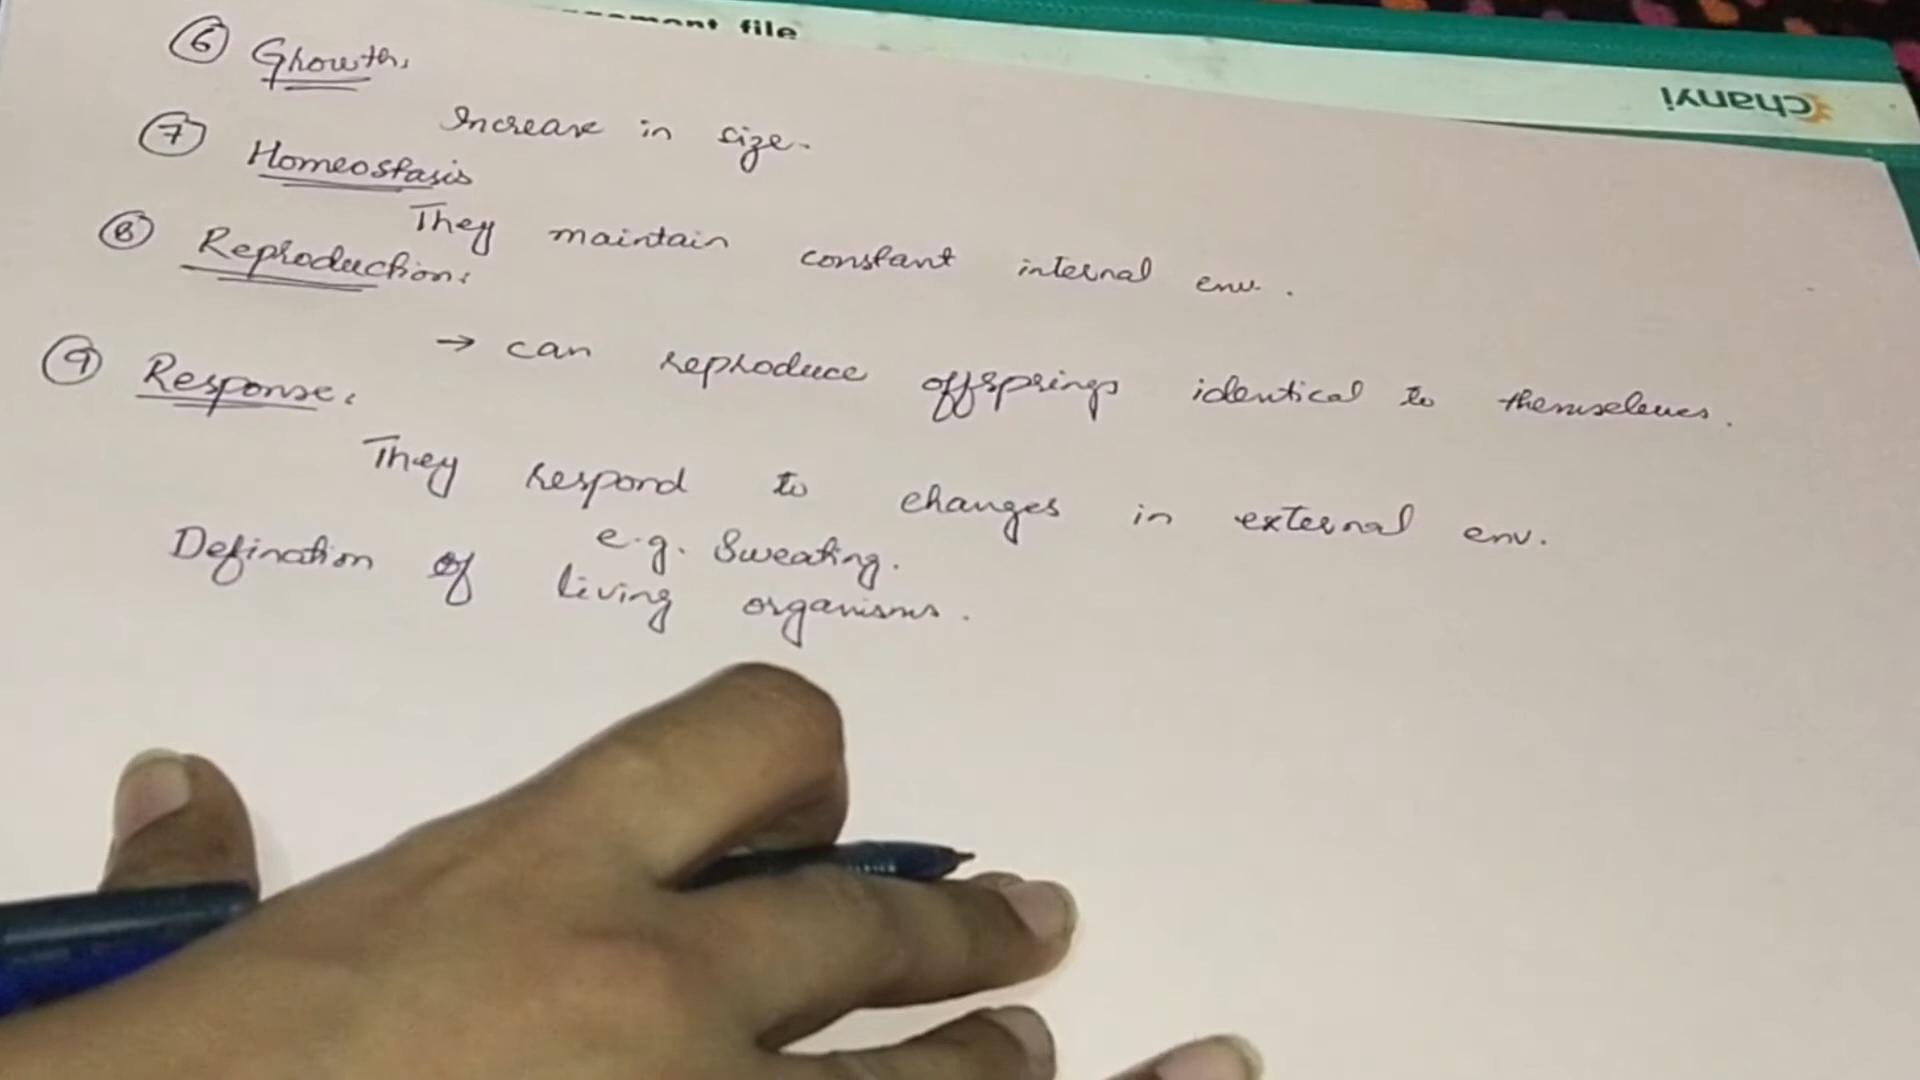 file
chanyi
⑥ Growth:
Increase in size.
⑦ Homeostasis
They maintain constant internal env.
⑧ Reproduction:
→ can reproduce offsprings identical to themselves.
⑨ Response:
They respond to changes in external env.
e.g. Sweating.
Defination of living organisms.